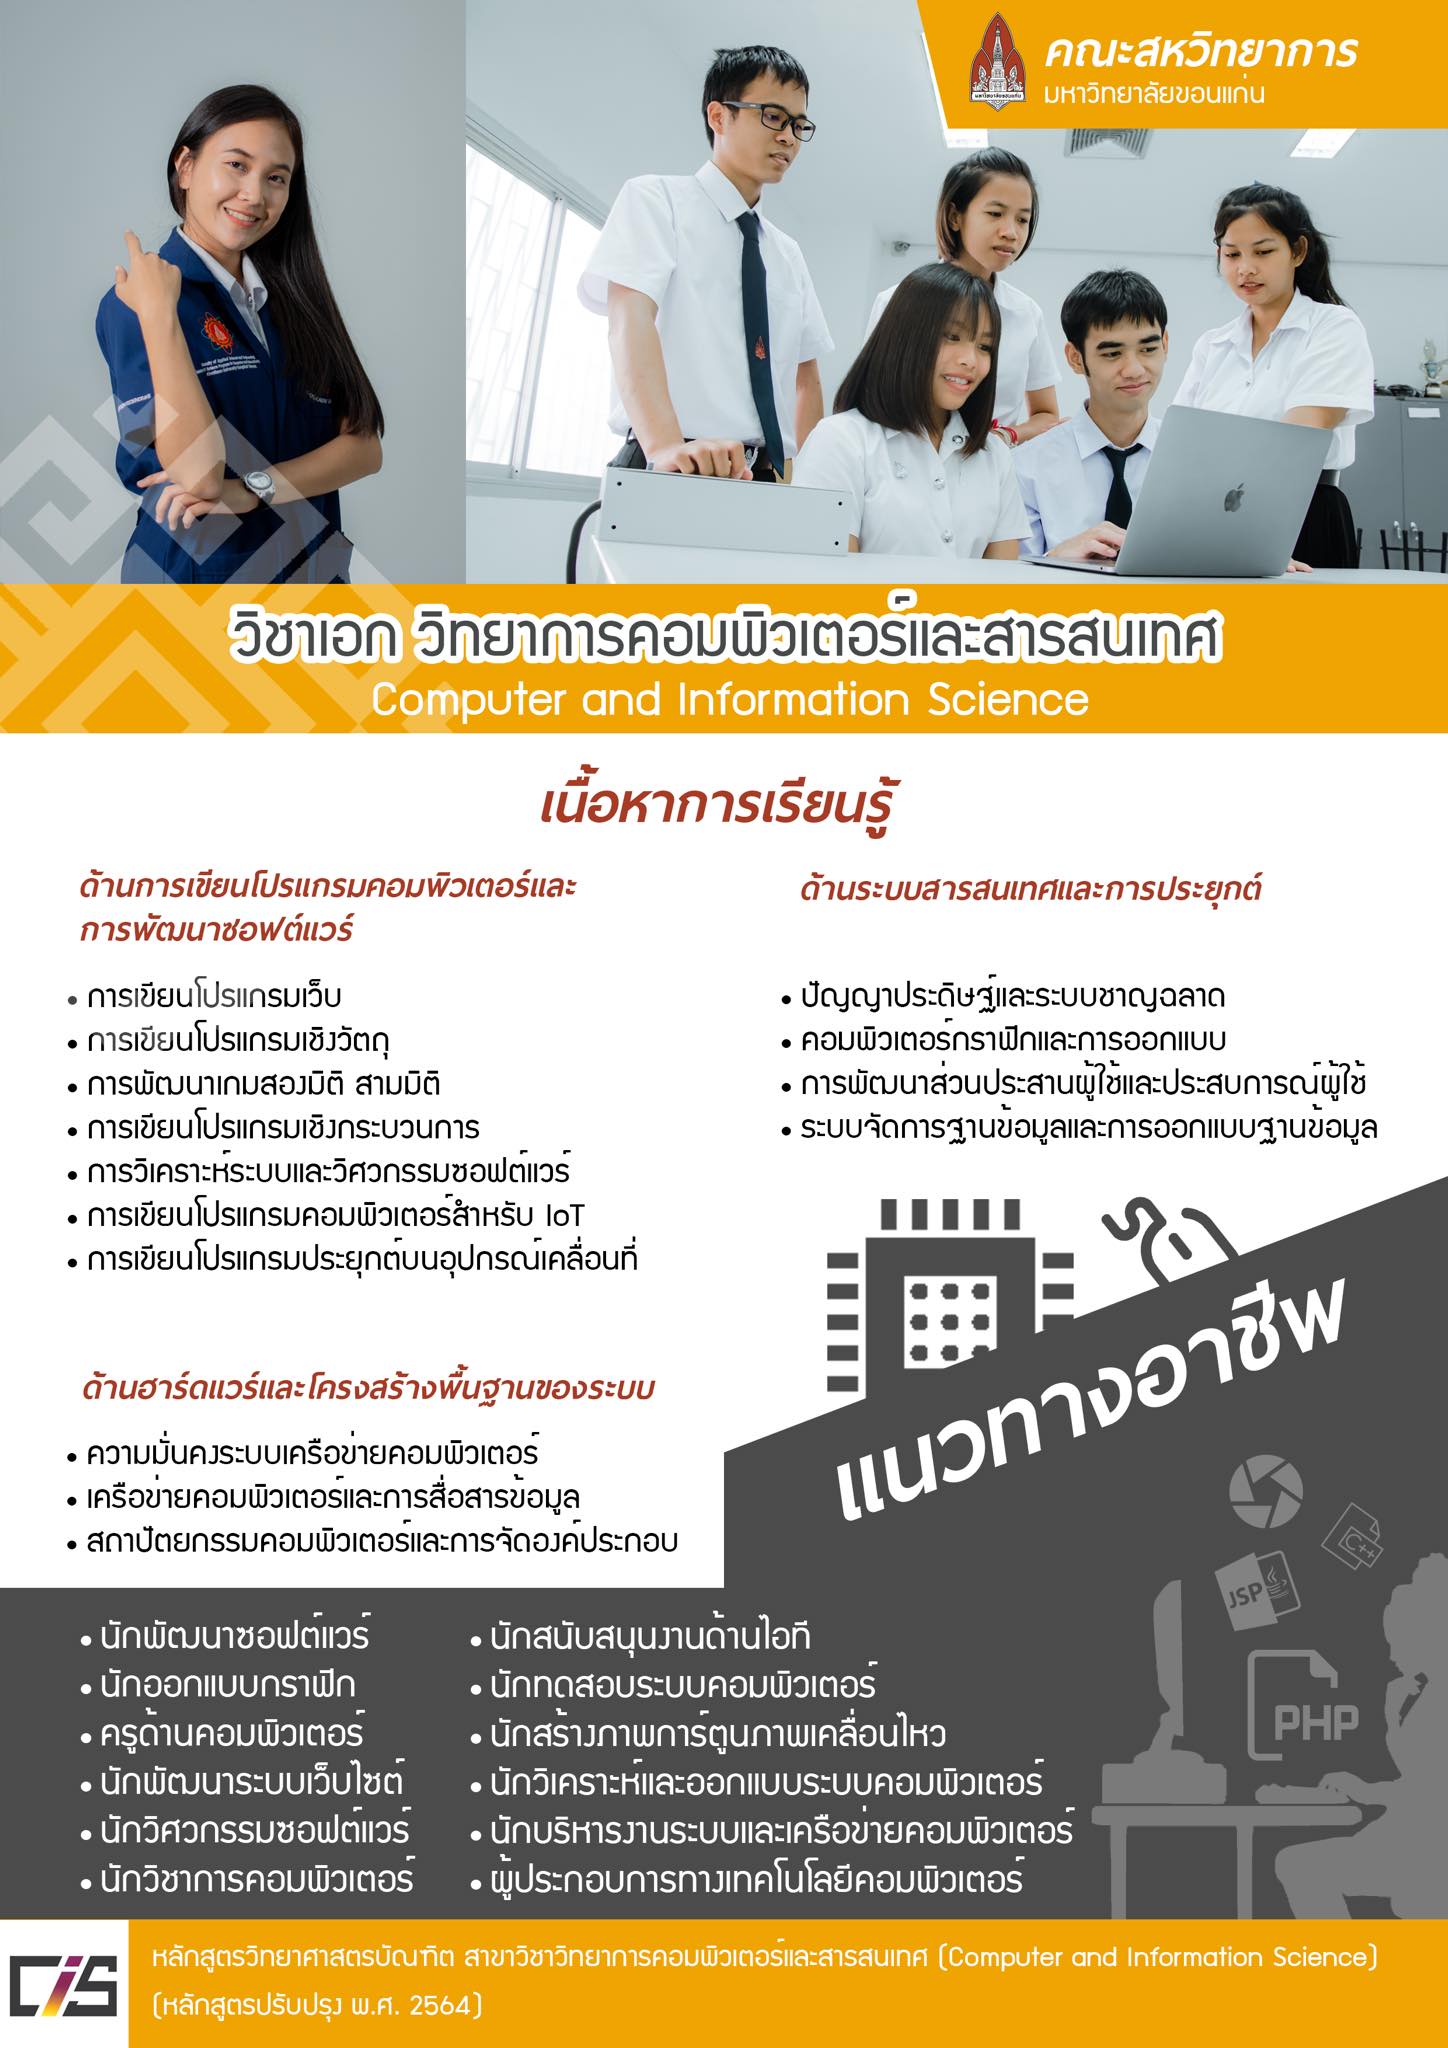 คณะสหวิทยาการ
มหาวิทยาลัยขอนแก่น
มหาวิทยาลัยขอนแก่น
วิชาเอก วิทยาการคอมพิวเตอร์และสารสนเทศ
Computer and Information Science
เนื้อหาการเรียนรู้
ด้านการเขียนโปรแกรมคอมพิวเตอร์และ
การพัฒนาซอฟต์แวร์
• การเขียนโปรแกรมเว็บ
• การเขียนโปรแกรมเชิงวัตถุ
• การพัฒนาเกมสองมิติ สามมิติ
• การเขียนโปรแกรมเชิงกระบวนการ
• การวิเคราะห์ระบบและวิศวกรรมซอฟต์แวร์
• การเขียนโปรแกรมคอมพิวเตอร์สำหรับ IoT
• การเขียนโปรแกรมประยุกต์บนอุปกรณ์เคลื่อนที่
ด้านระบบสารสนเทศและการประยุกต์
• ปัญญาประดิษฐ์และระบบชาญฉลาด
• คอมพิวเตอร์กราฟิกและการออกแบบ
• การพัฒนาส่วนประสานผู้ใช้และประสบการณ์ผู้ใช้
• ระบบจัดการฐานข้อมูลและการออกแบบฐานข้อมูล
ด้านฮาร์ดแวร์และโครงสร้างพื้นฐานของระบบ
• ความมั่นคงระบบเครือข่ายคอมพิวเตอร์
• เครือข่ายคอมพิวเตอร์และการสื่อสารข้อมูล
• สถาปัตยกรรมคอมพิวเตอร์และการจัดองค์ประกอบ
แนวทางอาชีพ
C++
JSP
PHP
• นักพัฒนาซอฟต์แวร์
• นักออกแบบกราฟิก
• ครูด้านคอมพิวเตอร์
• นักพัฒนาระบบเว็บไซต์
• นักวิศวกรรมซอฟต์แวร์
• นักวิชาการคอมพิวเตอร์
• นักสนับสนุนงานด้านไอที
• นักทดสอบระบบคอมพิวเตอร์
• นักสร้างภาพการ์ตูนภาพเคลื่อนไหว
• นักวิเคราะห์และออกแบบระบบคอมพิวเตอร์
• นักบริหารงานระบบและเครือข่ายคอมพิวเตอร์
• ผู้ประกอบการทางเทคโนโลยีคอมพิวเตอร์
CIS
หลักสูตรวิทยาศาสตรบัณฑิต สาขาวิชาวิทยาการคอมพิวเตอร์และสารสนเทศ (Computer and Information Science)
(หลักสูตรปรับปรุง พ.ศ. 2564)